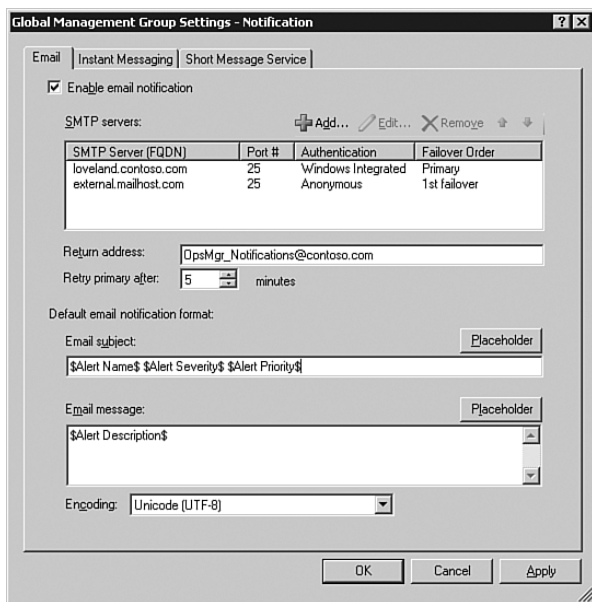 Global Management Group Settings - Notification
Email Instant Messaging Short Message Service
Enable email notification
SMTP servers: Add... Edit... Remove
SMTP Server (FQDN) Port # Authentication Failover Order
loveland.contoso.com 25 Windows Integrated Primary
external.mailhost.com 25 Anonymous 1st failover
Return address: OpsMgr_Notifications@contoso.com
Retry primary after: 5 minutes
Default email notification format:
Email subject: Placeholder
$Alert Name$ $Alert Severity$ $Alert Priority$
Email message: Placeholder
$Alert Description$
Encoding: Unicode (UTF-8)
OK Cancel Apply